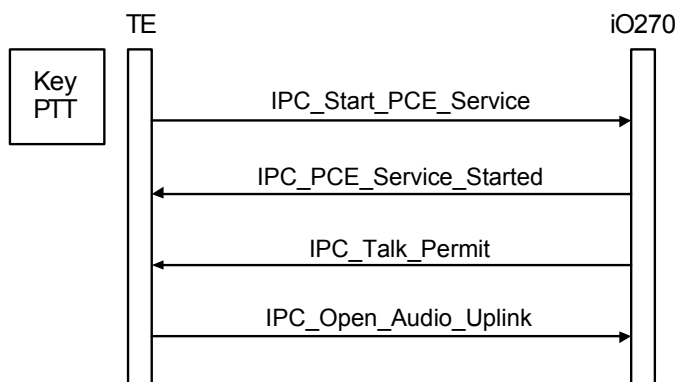 TE
iO270
Key
PTT
IPC_Start_PCE_Service
IPC_PCE_Service_Started
IPC_Talk_Permit
IPC_Open_Audio_Uplink